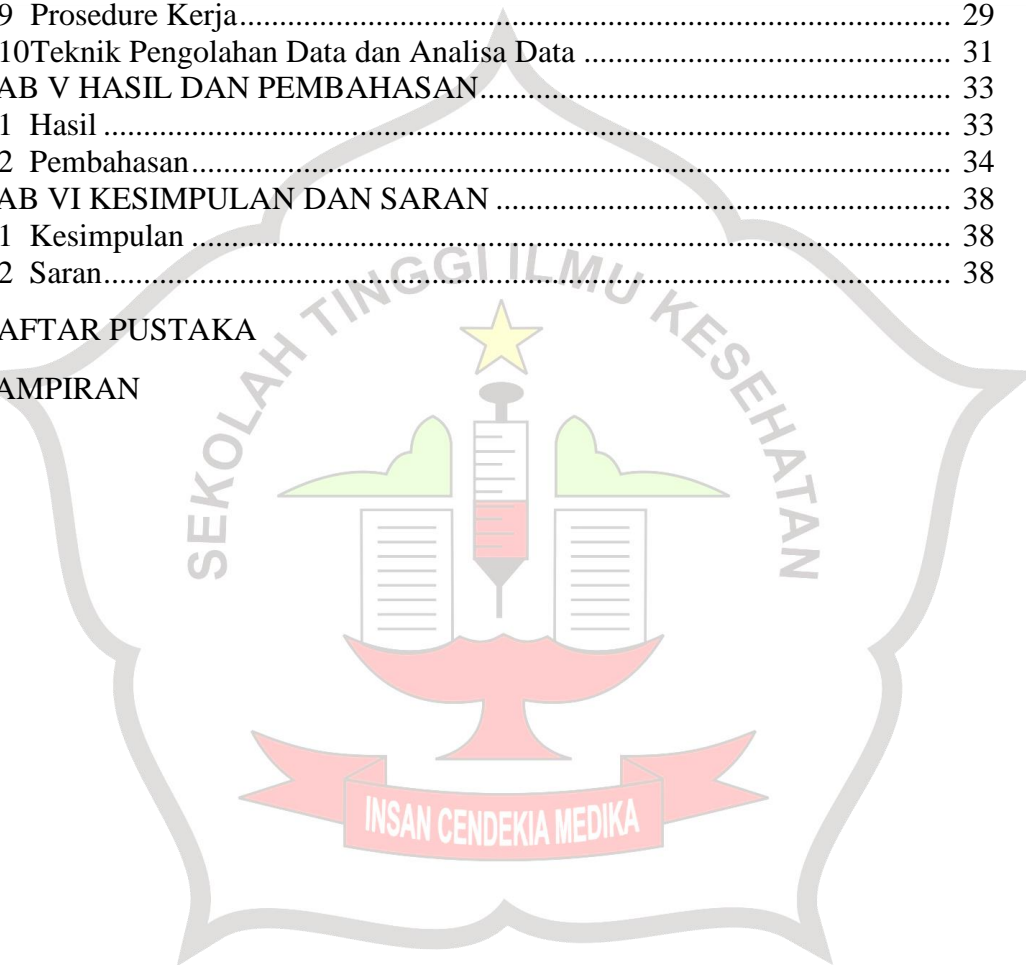 9 Prosedure Kerja.......................................................................................... 29
10Teknik Pengolahan Data dan Analisa Data .............................................. 31
AB V HASIL DAN PEMBAHASAN........................................................... 33
1 Hasil ........................................................................................................... 33
2 Pembahasan................................................................................................ 34
AB VI KESIMPULAN DAN SARAN ......................................................... 38
1 Kesimpulan ................................................................................................ 38
2 Saran........................................................................................................... 38
AFTAR PUSTAKA
AMPIRAN
SEKOLAH TINGGI ILMU KESEHATAN
INSAN CENDEKIA MEDIKA